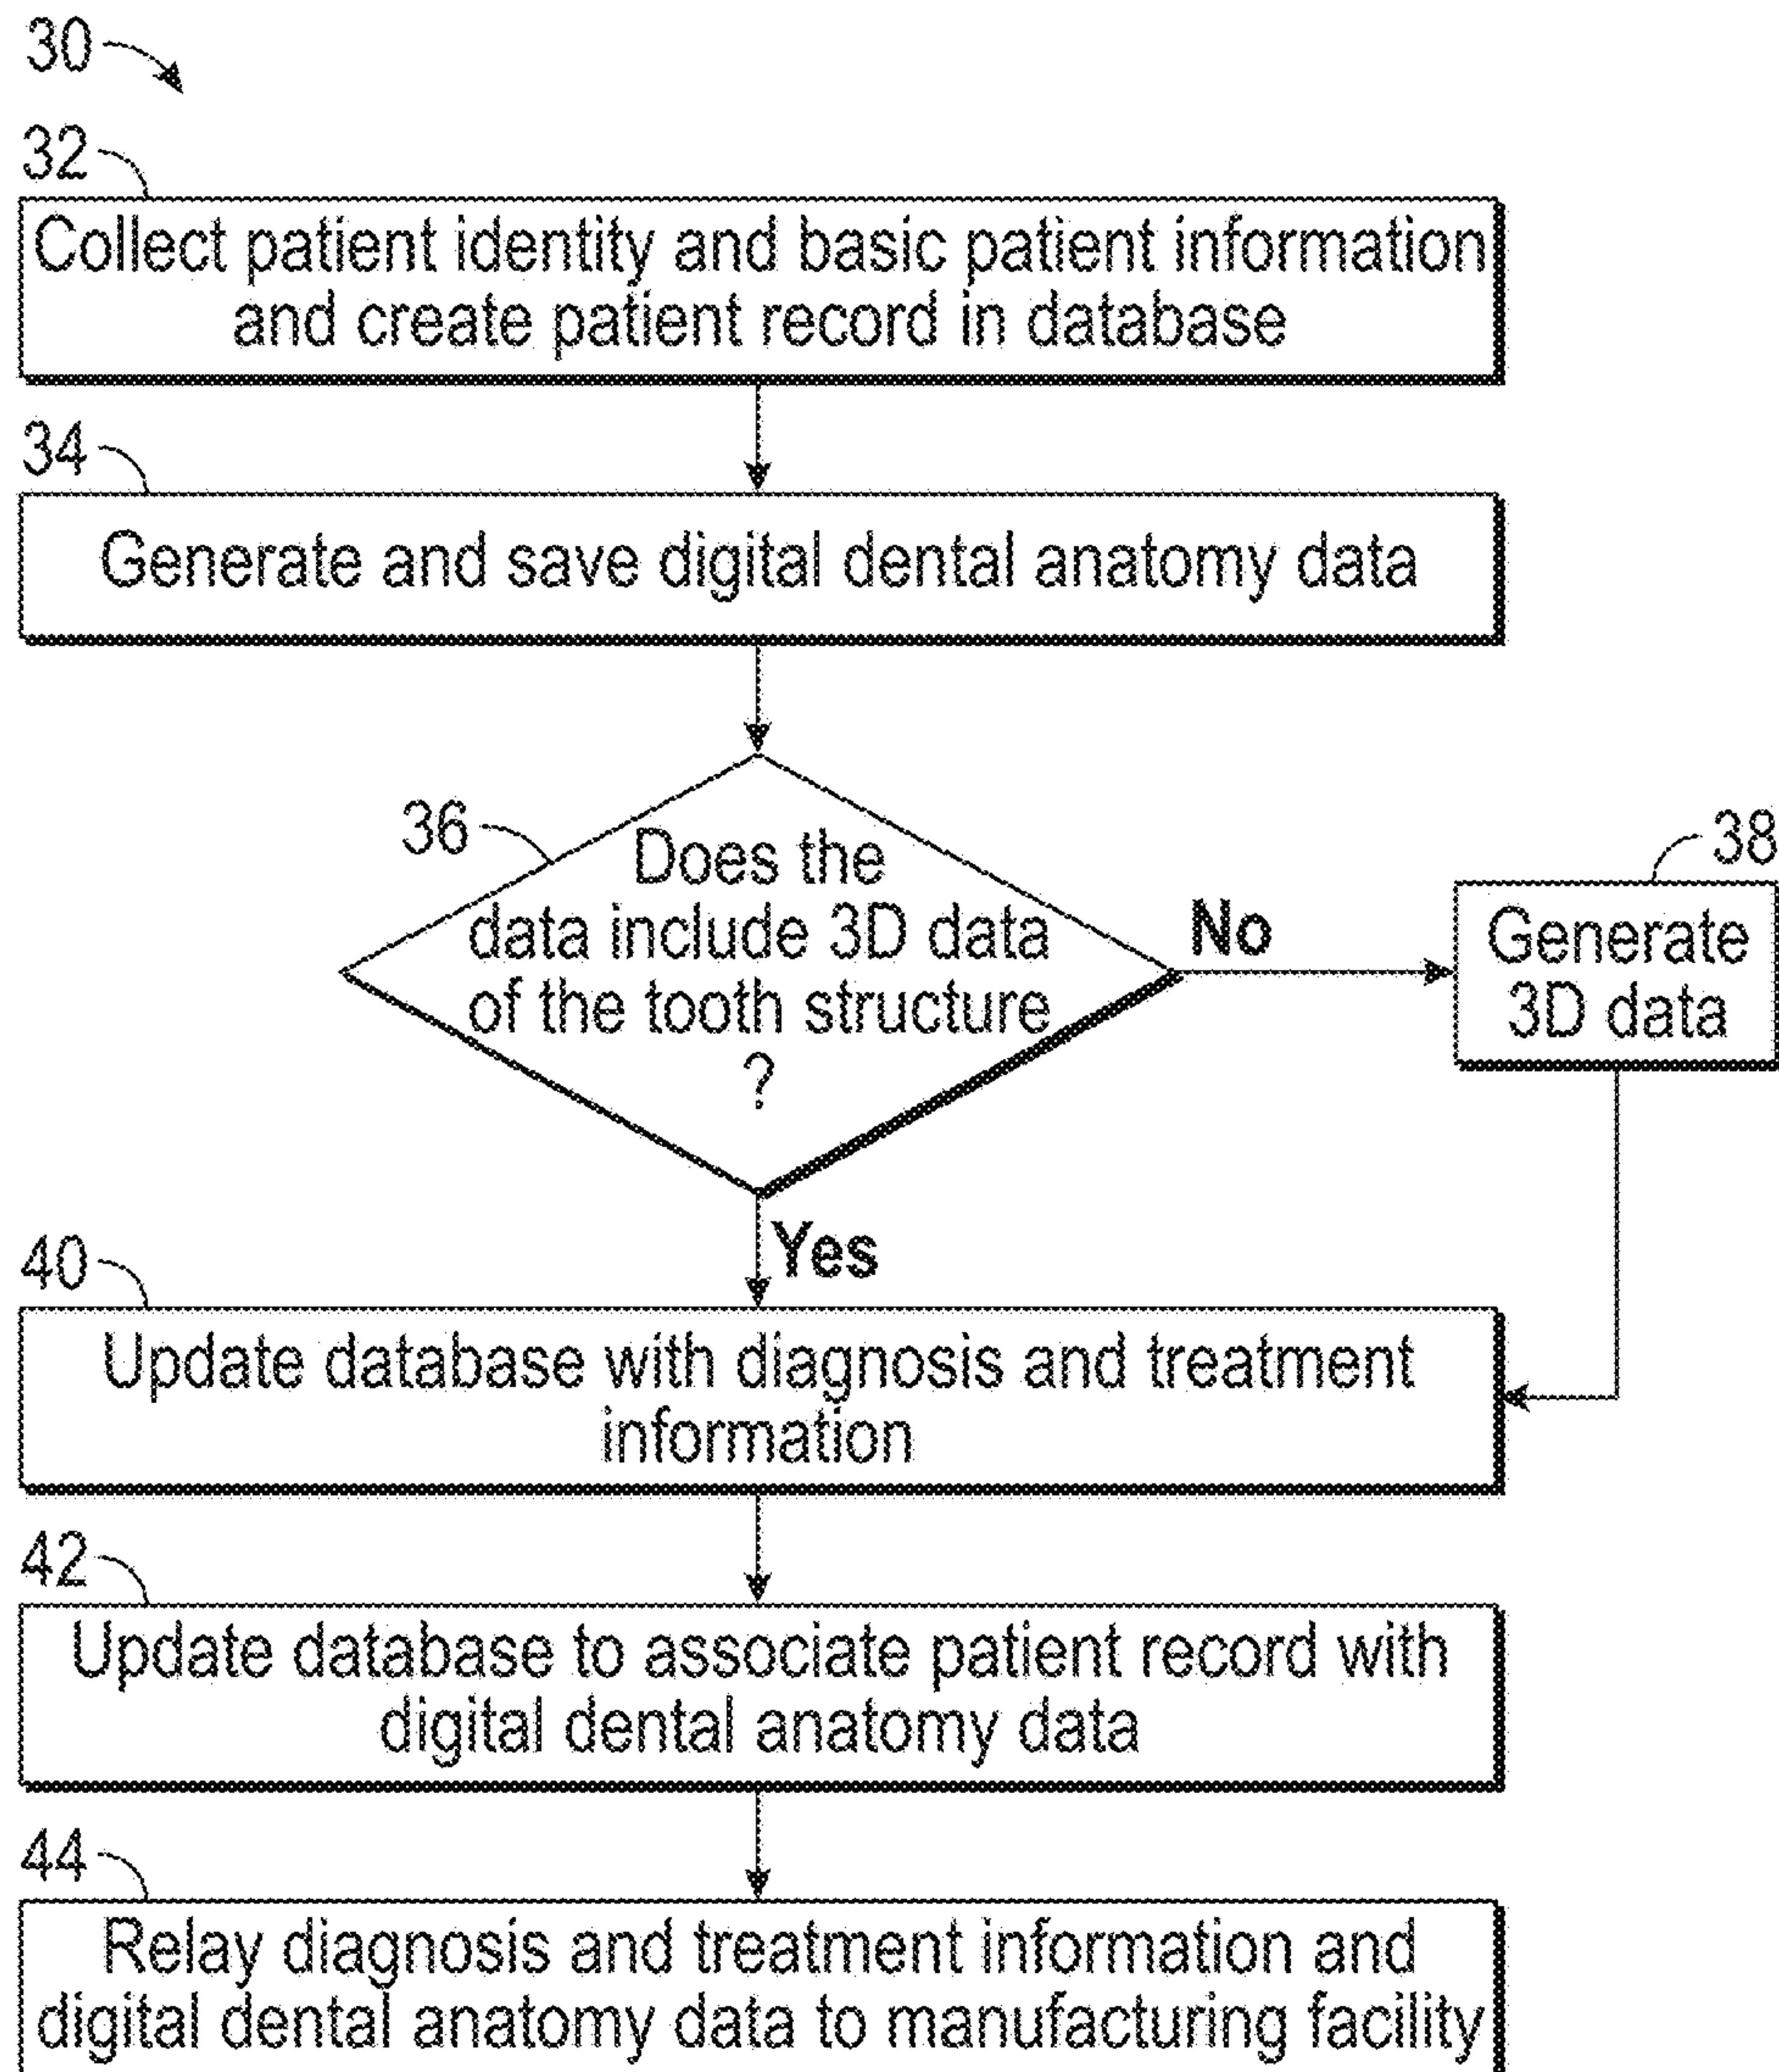 30
32
Collect patient identity and basic patient information
and create patient record in database
34
Generate and save digital dental anatomy data
36
Does the
data include 3D data
of the tooth structure
?
No
38
Generate
3D data
Yes
40
Update database with diagnosis and treatment
information
42
Update database to associate patient record with
digital dental anatomy data
44
Relay diagnosis and treatment information and
digital dental anatomy data to manufacturing facility